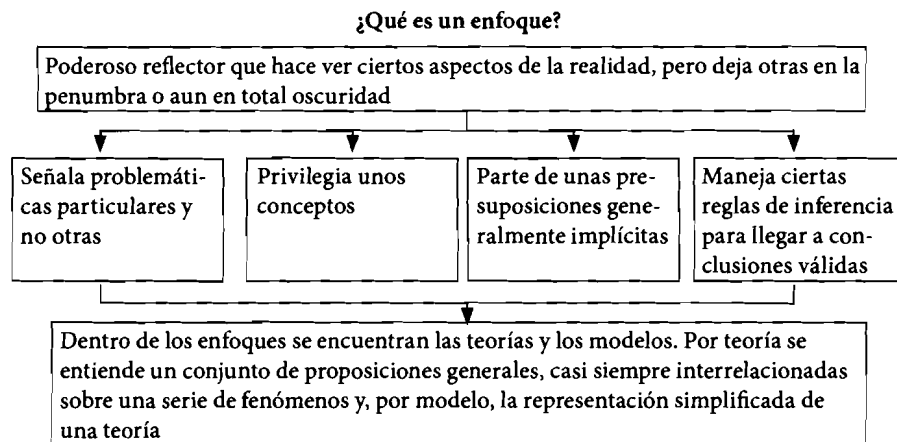 ¿Qué es un enfoque?
Poderoso reflector que hace ver ciertos aspectos de la realidad, pero deja otras en la
penumbra o aun en total oscuridad
Señala problemáti-
cas particulares y
no otras
Privilegia unos
conceptos
Parte de unas pre-
suposiciones gene-
ralmente implícitas
Maneja ciertas
reglas de inferencia
para llegar a con-
clusiones válidas
Dentro de los enfoques se encuentran las teorías y los modelos. Por teoría se
entiende un conjunto de proposiciones generales, casi siempre interrelacionadas
sobre una serie de fenómenos y, por modelo, la representación simplificada de
una teoría